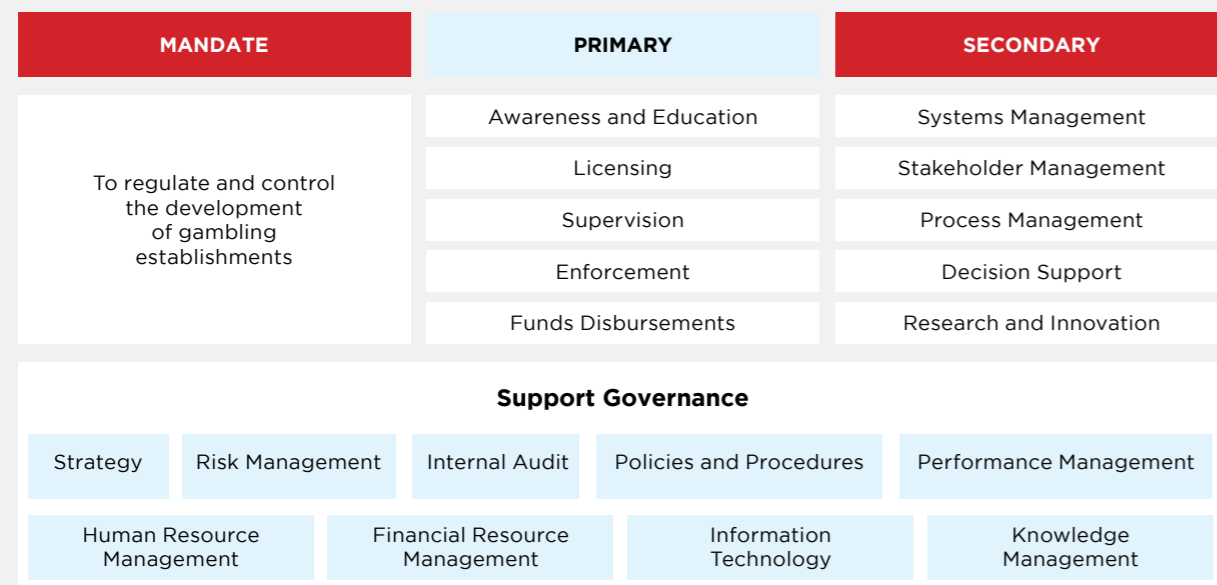 MANDATE
PRIMARY
SECONDARY
To regulate and control
the development
of gambling
establishments
Awareness and Education
Licensing
Supervision
Enforcement
Funds Disbursements
Systems Management
Stakeholder Management
Process Management
Decision Support
Research and Innovation
Support Governance
Strategy
Risk Management
Internal Audit
Policies and Procedures
Performance Management
Human Resource
Management
Financial Resource
Management
Information
Technology
Knowledge
Management